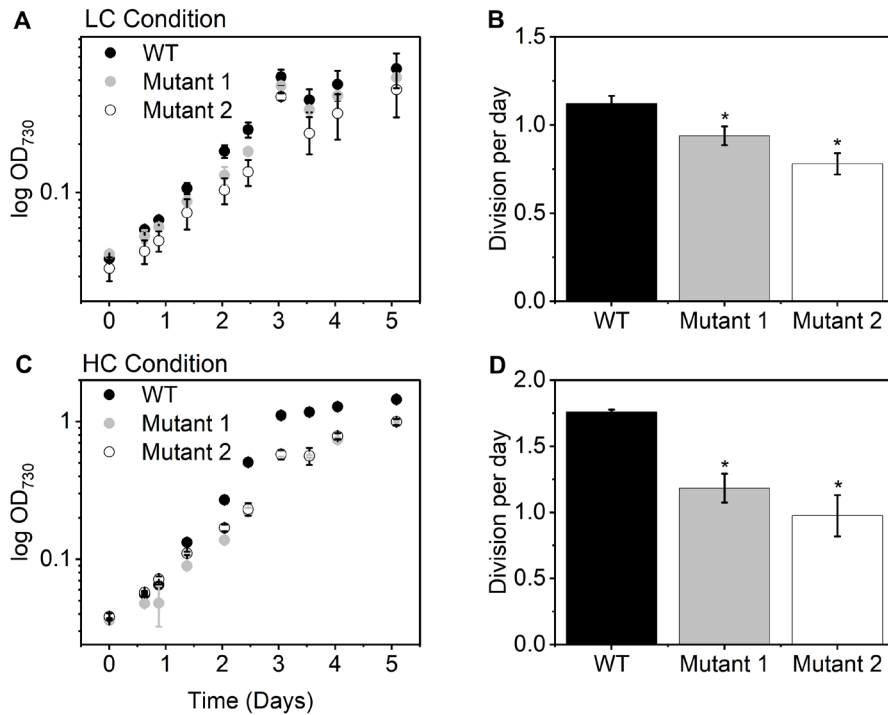 A LC Condition
WT
Mutant 1
Mutant 2
log OD730
0.1
0 1 2 3 4 5
B
1.5
1.0
0.5
0.0
Division per day
* *
WT Mutant 1 Mutant 2
C HC Condition
WT
Mutant 1
Mutant 2
log OD730
1
0.1
0 1 2 3 4 5
Time (Days)
D
2.0
1.5
1.0
0.5
0.0
Division per day
* *
WT Mutant 1 Mutant 2